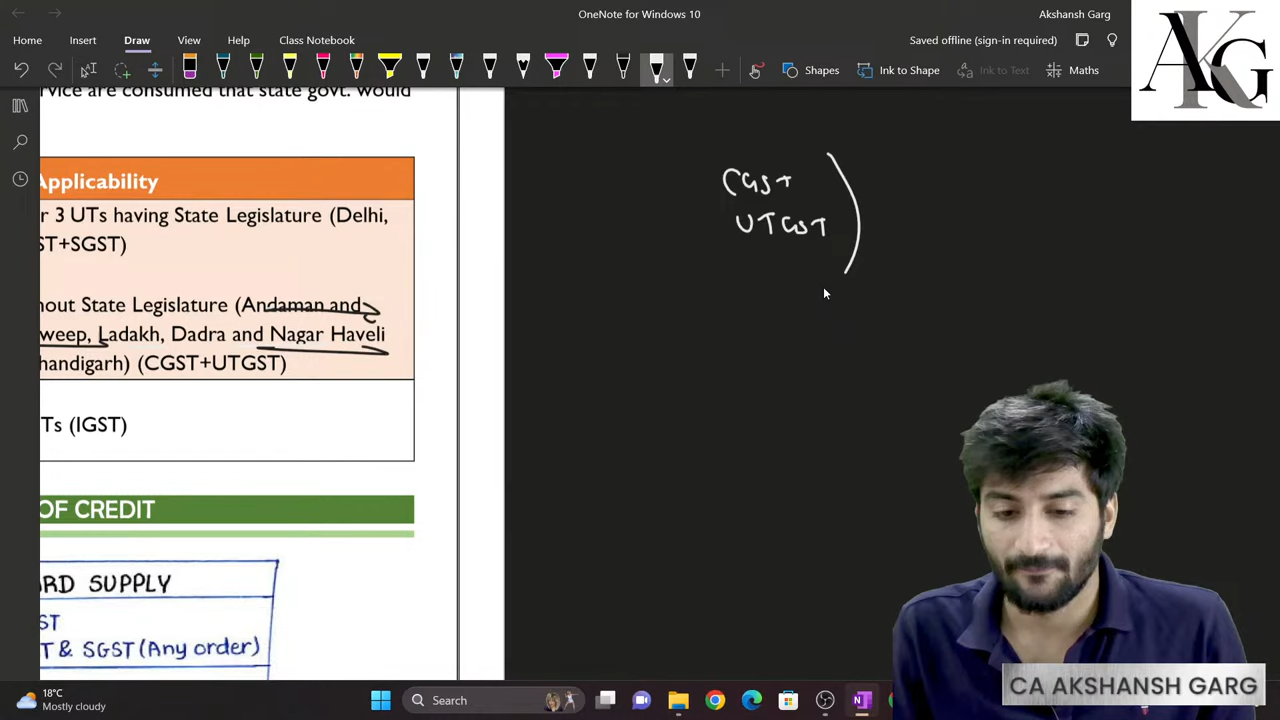 OneNote for Windows 10
Akshansh Garg
Home Insert Draw View Help Class Notebook
Saved offline (sign-in required)
Shapes Ink to Shape Ink to Text Maths
AKG
rvice are consumed that state govt. would
Applicability
r 3 UTs having State Legislature (Delhi,
ST+SGST)
hout State Legislature (Andaman and
weep, Ladakh, Dadra and Nagar Haveli
handigarh) (CGST+UTGST)
Ts (IGST)
OF CREDIT
RD SUPPLY
ST
T & SGST (Any order)
CGST
UTGST
CA AKSHANSH GARG
18°C
Mostly cloudy
Search